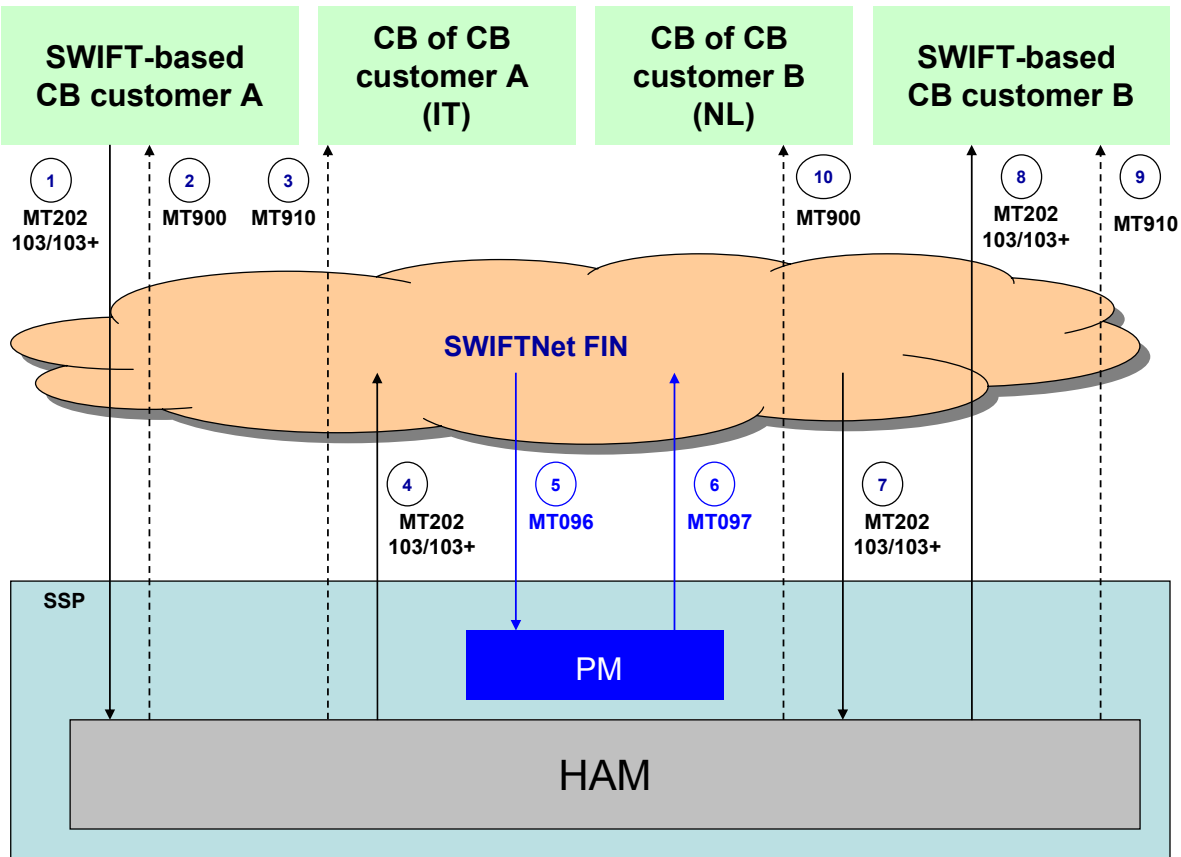 SWIFT-based
CB customer A
CB of CB
customer A
(IT)
CB of CB
customer B
(NL)
SWIFT-based
CB customer B
1
MT202
103/103+
2
MT900
3
MT910
10
MT900
8
MT202
103/103+
9
MT910
SWIFTNet FIN
4
MT202
103/103+
5
MT096
6
MT097
7
MT202
103/103+
SSP
PM
HAM